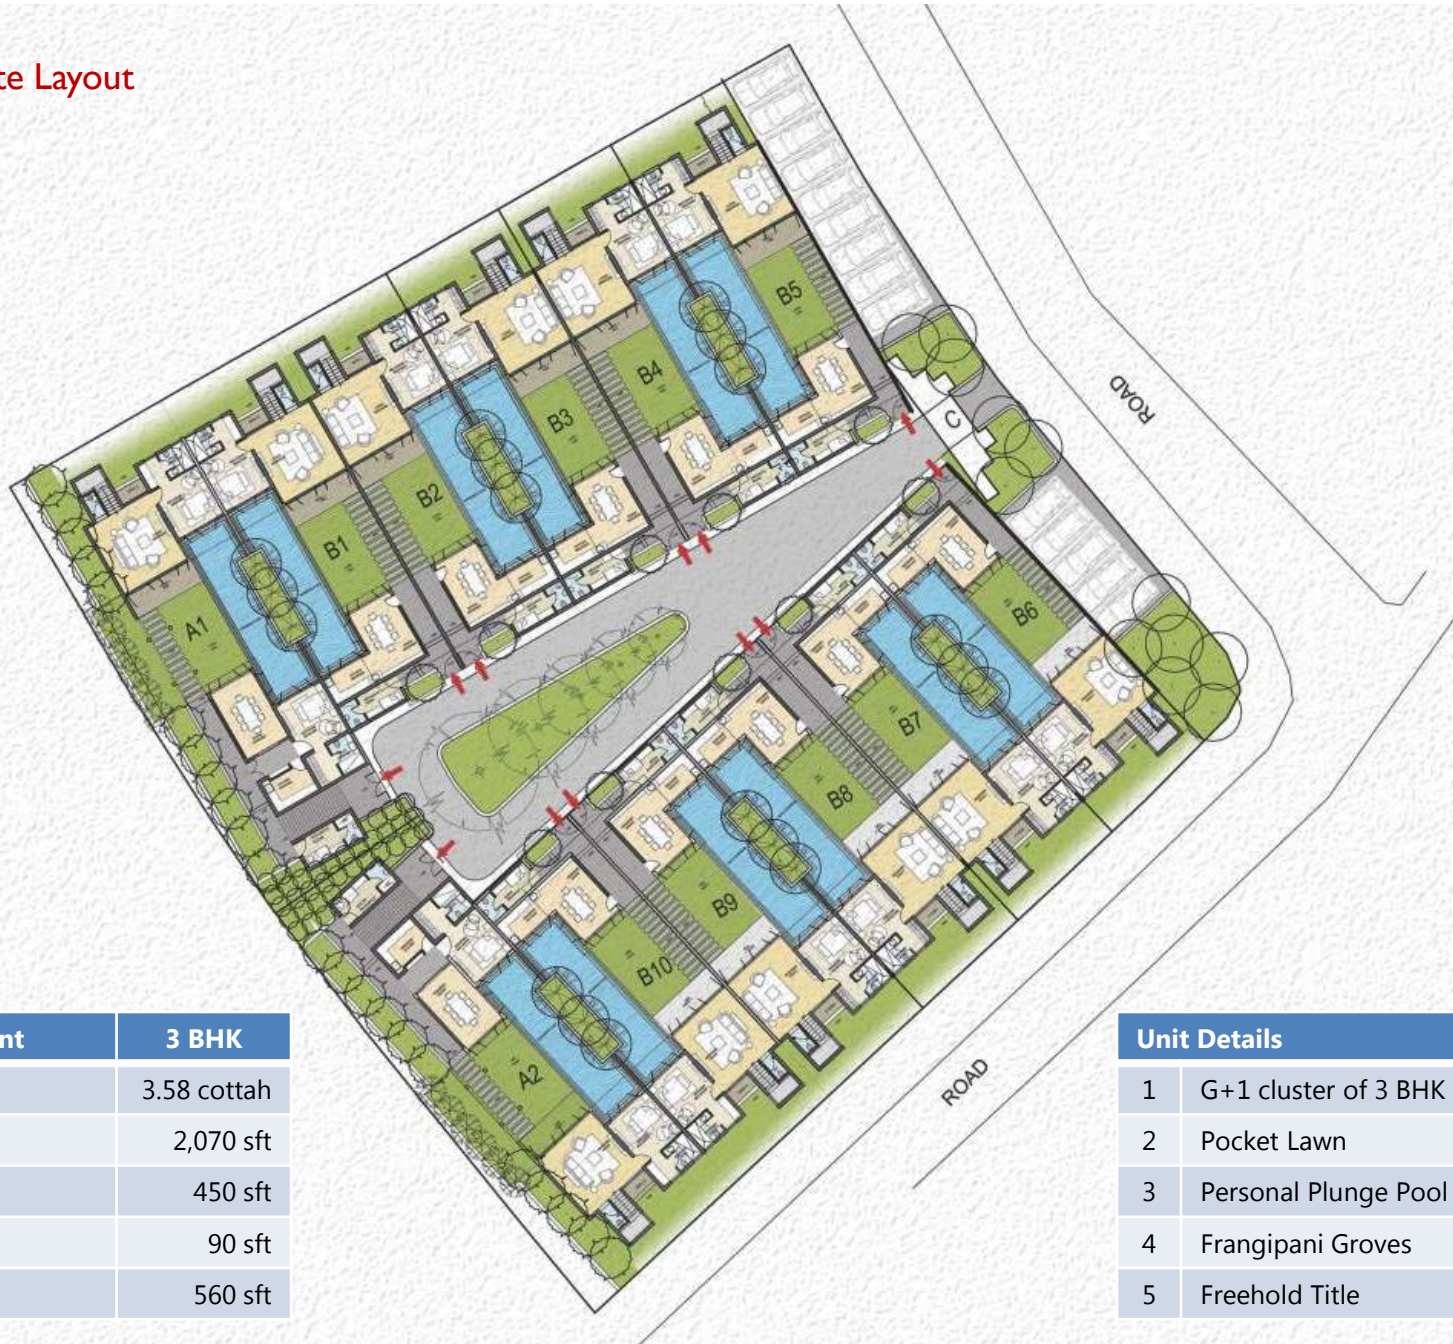 te Layout
B5
B4
B3
B2
B1
A1
C
ROAD
B6
B7
B8
B9
B10
A2
ROAD
nt 3 BHK
3.58 cottah
2,070 sft
450 sft
90 sft
560 sft
Unit Details
1 G+1 cluster of 3 BHK
2 Pocket Lawn
3 Personal Plunge Pool
4 Frangipani Groves
5 Freehold Title